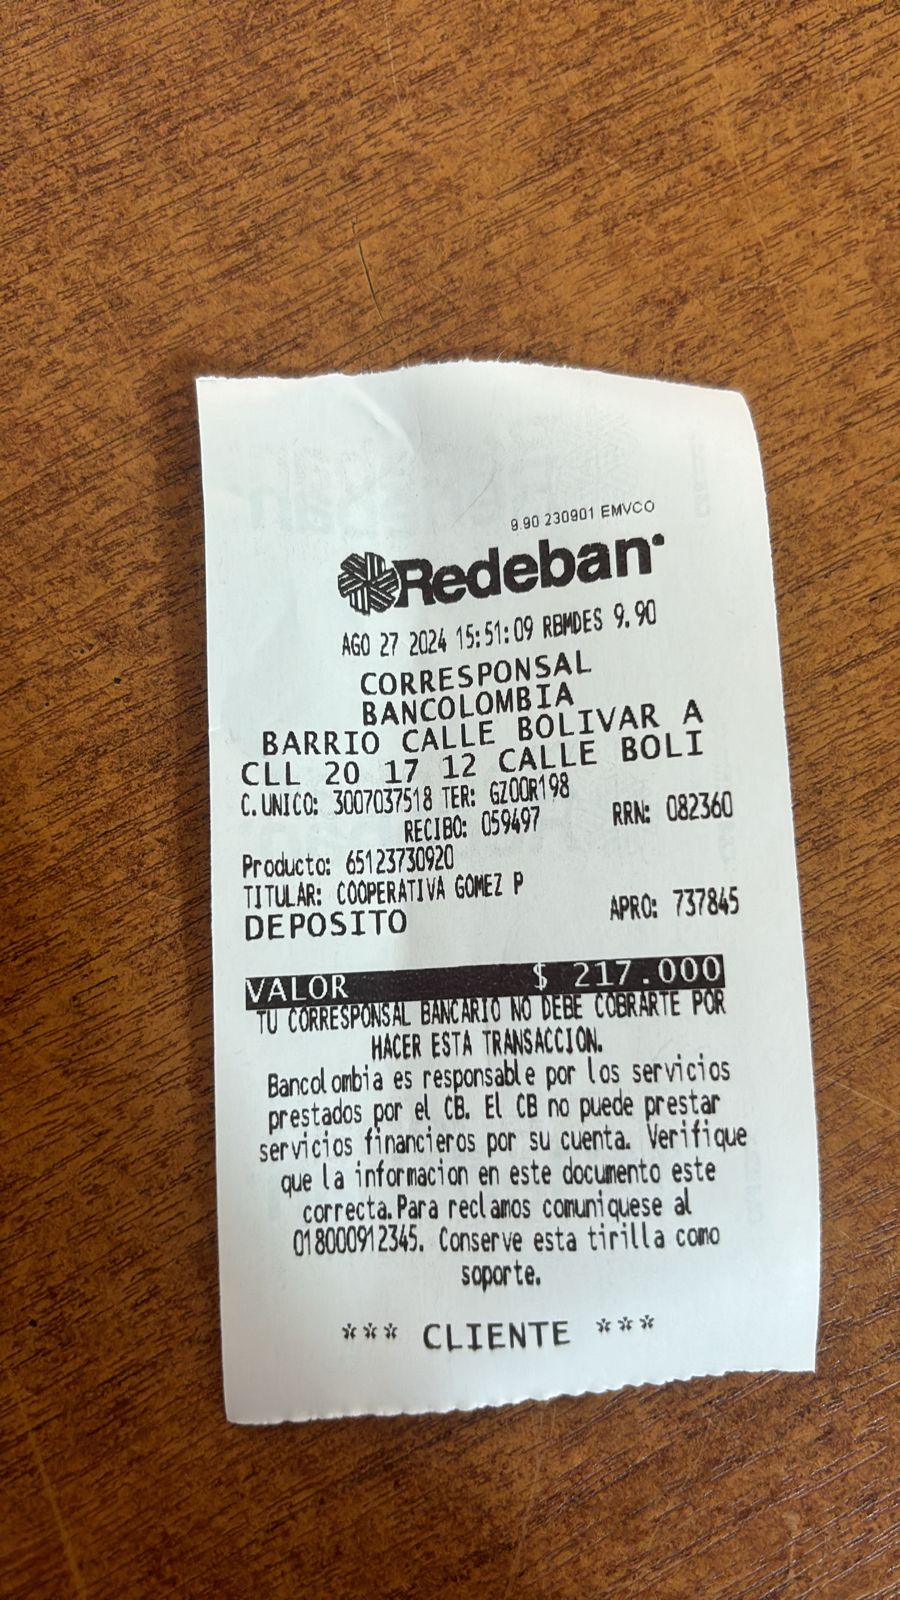 9.90 230901 EMVCO
Redeban
AGO 27 2024 15:51:09 RBMDES 9.90
CORRESPONSAL
BANCOLOMBIA
BARRIO CALLE BOLIVAR A
CLL 20 17 12 CALLE BOLI
C.UNICO: 3007037518 TER: GZ00R198
RECIBO: 059497 RRN: 082360
Producto: 65123730920
TITULAR: COOPERATIVA GOMEZ P
DEPOSITO APRO: 737845
VALOR $ 217.000
TU CORRESPONSAL BANCARIO NO DEBE COBRARTE POR
HACER ESTA TRANSACCION.
Bancolombia es responsable por los servicios
prestados por el CB. El CB no puede prestar
servicios financieros por su cuenta. Verifique
que la informacion en este documento este
correcta.Para reclamos comuniquese al
018000912345. Conserve esta tirilla como
soporte.
*** CLIENTE ***